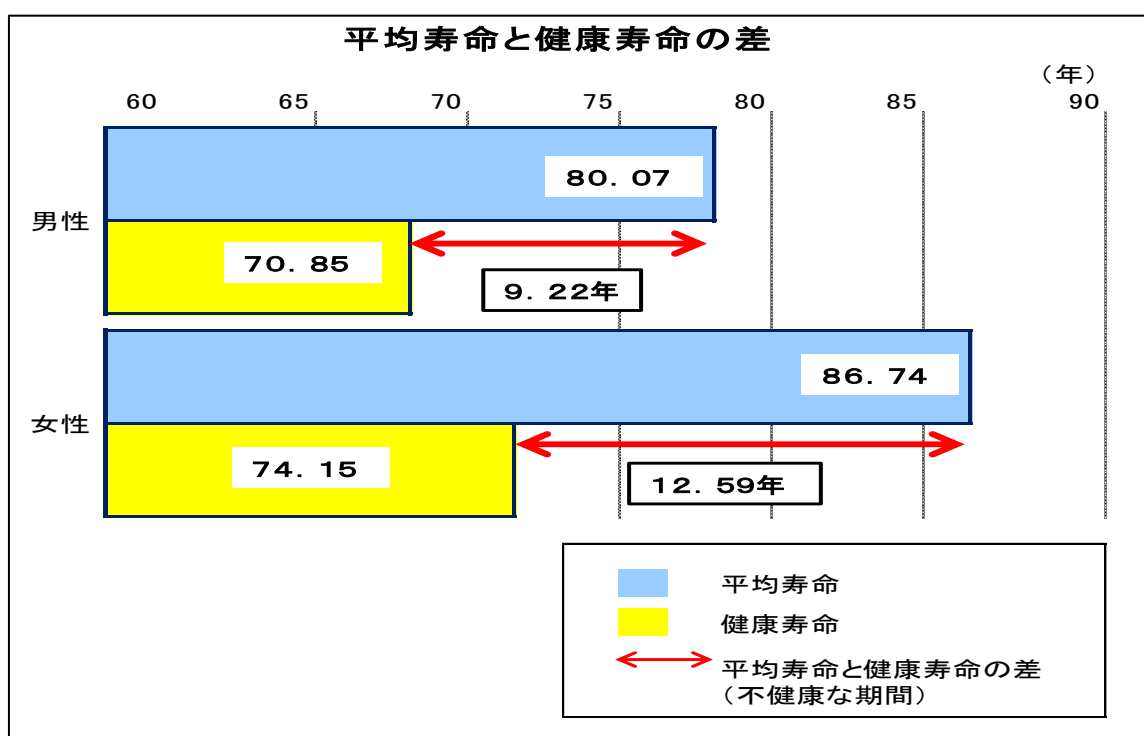 平均寿命と健康寿命の差
（年）
60 65 70 75 80 85 90
80．07
男性
70．85
9．22年
86．74
女性
74．15
12．59年
平均寿命
健康寿命
平均寿命と健康寿命の差
（不健康な期間）